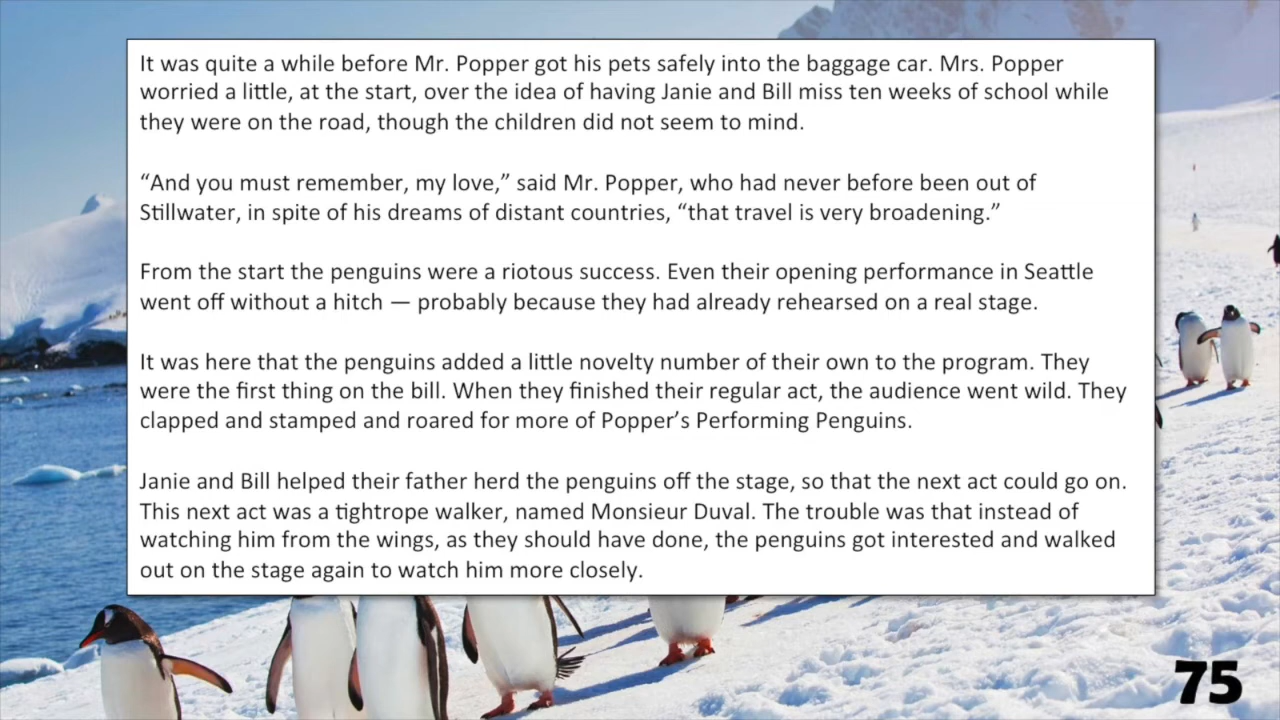 It was quite a while before Mr. Popper got his pets safely into the baggage car. Mrs. Popper
worried a little, at the start, over the idea of having Janie and Bill miss ten weeks of school while
they were on the road, though the children did not seem to mind.
“And you must remember, my love,” said Mr. Popper, who had never before been out of
Stillwater, in spite of his dreams of distant countries, “that travel is very broadening.”
From the start the penguins were a riotous success. Even their opening performance in Seattle
went off without a hitch — probably because they had already rehearsed on a real stage.
It was here that the penguins added a little novelty number of their own to the program. They
were the first thing on the bill. When they finished their regular act, the audience went wild. They
clapped and stamped and roared for more of Popper’s Performing Penguins.
Janie and Bill helped their father herd the penguins off the stage, so that the next act could go on.
This next act was a tightrope walker, named Monsieur Duval. The trouble was that instead of
watching him from the wings, as they should have done, the penguins got interested and walked
out on the stage again to watch him more closely.
75